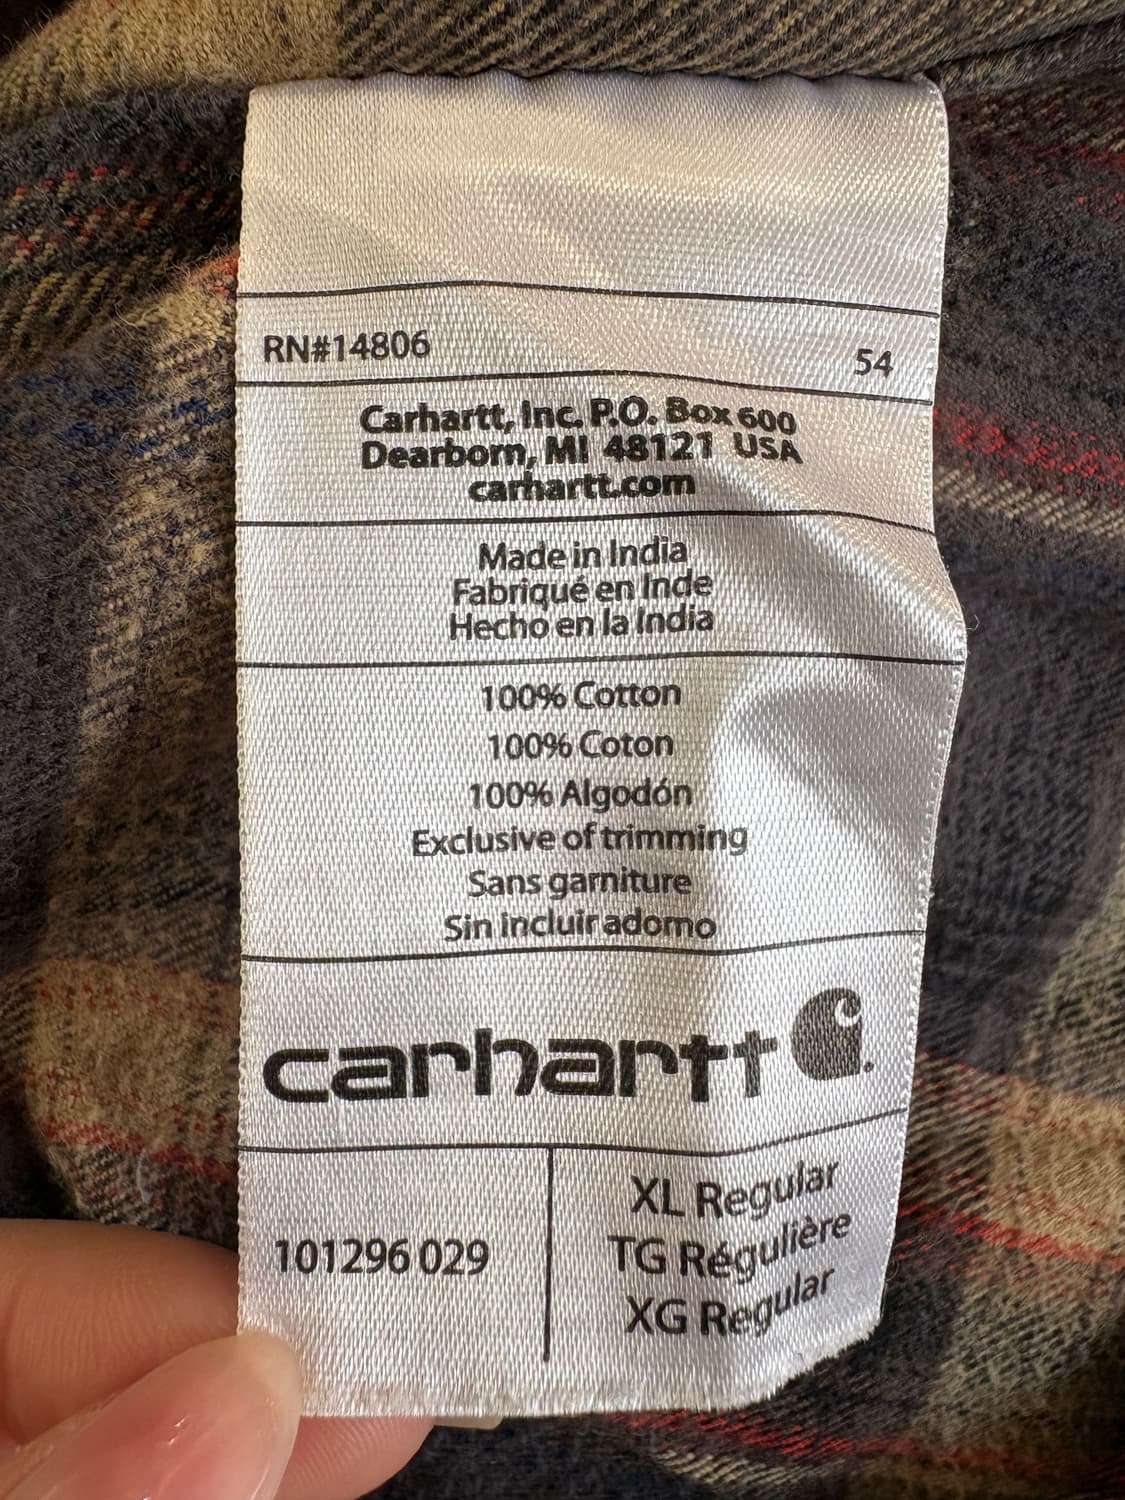 RN#14806 54
Carhartt, Inc. P.O. Box 600
Dearborn, MI 48121 USA
carhartt.com
Made in India
Fabriqué en Inde
Hecho en la India
100% Cotton
100% Coton
100% Algodón
Exclusive of trimming
Sans garniture
Sin incluir adorno
carhartt
101296 029
XL Regular
TG Régulière
XG Regular